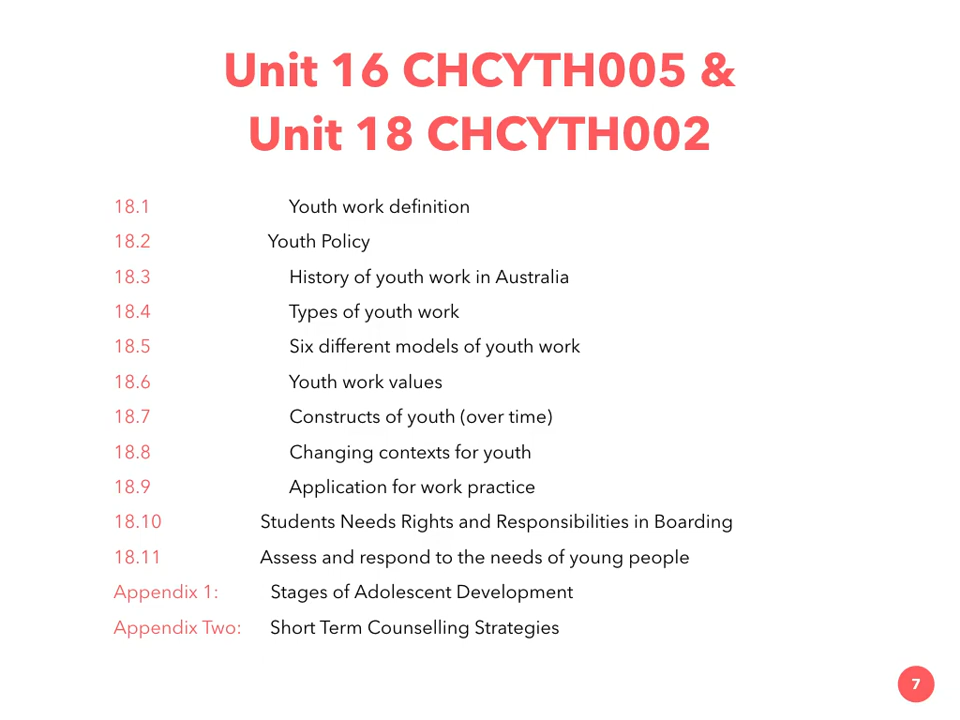 Unit 16 CHCYTH005 &
Unit 18 CHCYTH002
18.1 Youth work definition
18.2 Youth Policy
18.3 History of youth work in Australia
18.4 Types of youth work
18.5 Six different models of youth work
18.6 Youth work values
18.7 Constructs of youth (over time)
18.8 Changing contexts for youth
18.9 Application for work practice
18.10 Students Needs Rights and Responsibilities in Boarding
18.11 Assess and respond to the needs of young people
Appendix 1: Stages of Adolescent Development
Appendix Two: Short Term Counselling Strategies
7